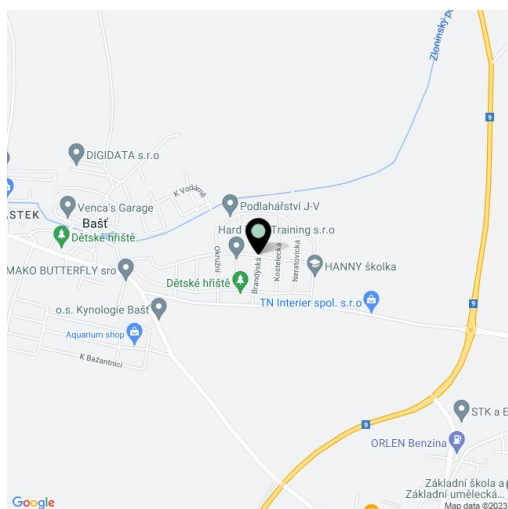 Zlonínský po
9
DIGIDATA s.r.o
K Vodárně
ASTEK
Venca's Garage
Podlahářství J-V
Bašť
Hard
Training s.r.o
Dětské hřiště
Okružní
MAKO BUTTERFLY sro
Brandýská
Kostelecká
Neratovická
HANNY školka
Dětské hřiště
TN Interier spol. s.r.o
o.s. Kynologie Bašť
9
Aquarium shop
K Bažantnici
STK a E
9
ORLEN Benzina
Základní škola a
Základní umělecká...
Google
Map data ©2023